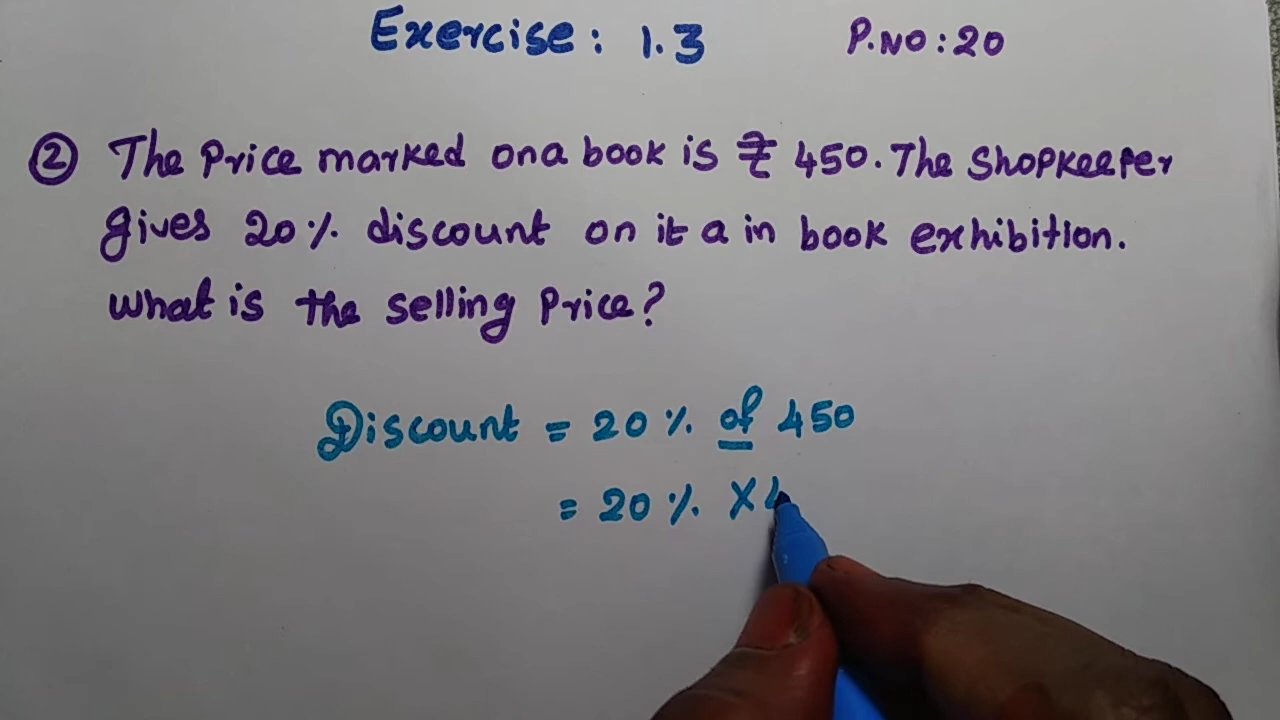 Exercise: 1.3 P.NO:20
② The Price marked on a book is ₹ 450. The Shopkeeper
gives 20% discount on it a in book exhibition.
What is the selling Price?
Discount = 20% of 450
= 20% X4